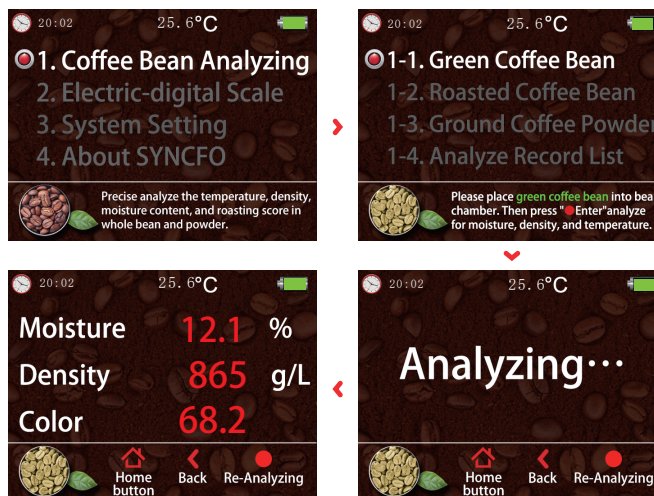 20:02 25.6°C
1. Coffee Bean Analyzing
2. Electric-digital Scale
3. System Setting
4. About SYNCFO
Precise analyze the temperature, density,
moisture content, and roasting score in
whole bean and powder.
20:02 25.6°C
1-1. Green Coffee Bean
1-2. Roasted Coffee Bean
1-3. Ground Coffee Powder
1-4. Analyze Record List
Please place green coffee bean into bea
chamber. Then press "●Enter"analyze
for moisture, density, and temperature.
20:02 25.6°C
Analyzing···
Home
button
Back
Re-Analyzing
20:02 25.6°C
Moisture 12.1 %
Density 865 g/L
Color 68.2
Home
button
Back
Re-Analyzing